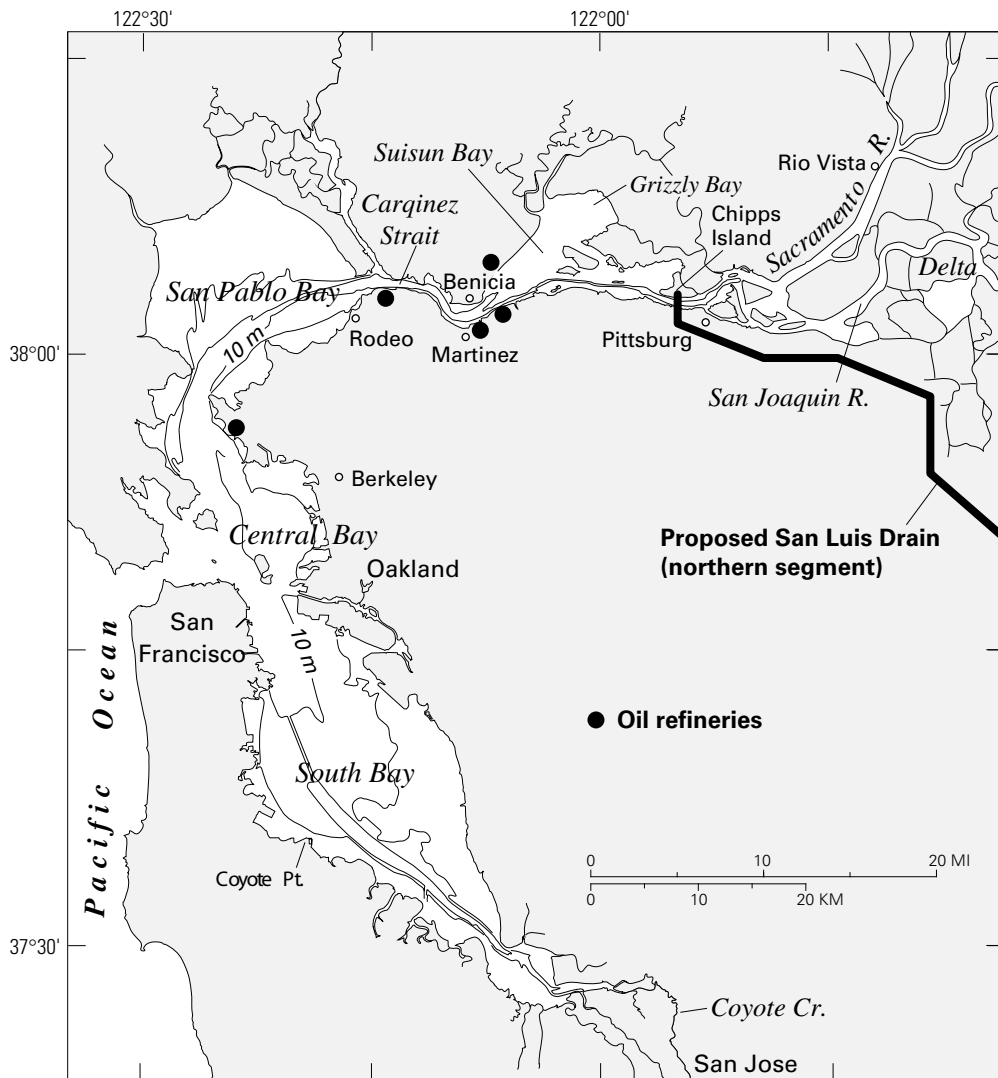 122°30'
122°00'
Suisun Bay
Rio Vista
Sacramento R.
Grizzly Bay
Carqinez
Strait
Chipps
Island
Delta
Benicia
San Pablo Bay
Rodeo
Martinez
Pittsburg
10 m
38°00'
San Joaquin R.
Berkeley
Central Bay
Proposed San Luis Drain
(northern segment)
Oakland
San
Francisco
10 m
Pacific Ocean
Oil refineries
South Bay
0 10 20 MI
0 10 20 KM
Coyote Pt.
37°30'
Coyote Cr.
San Jose